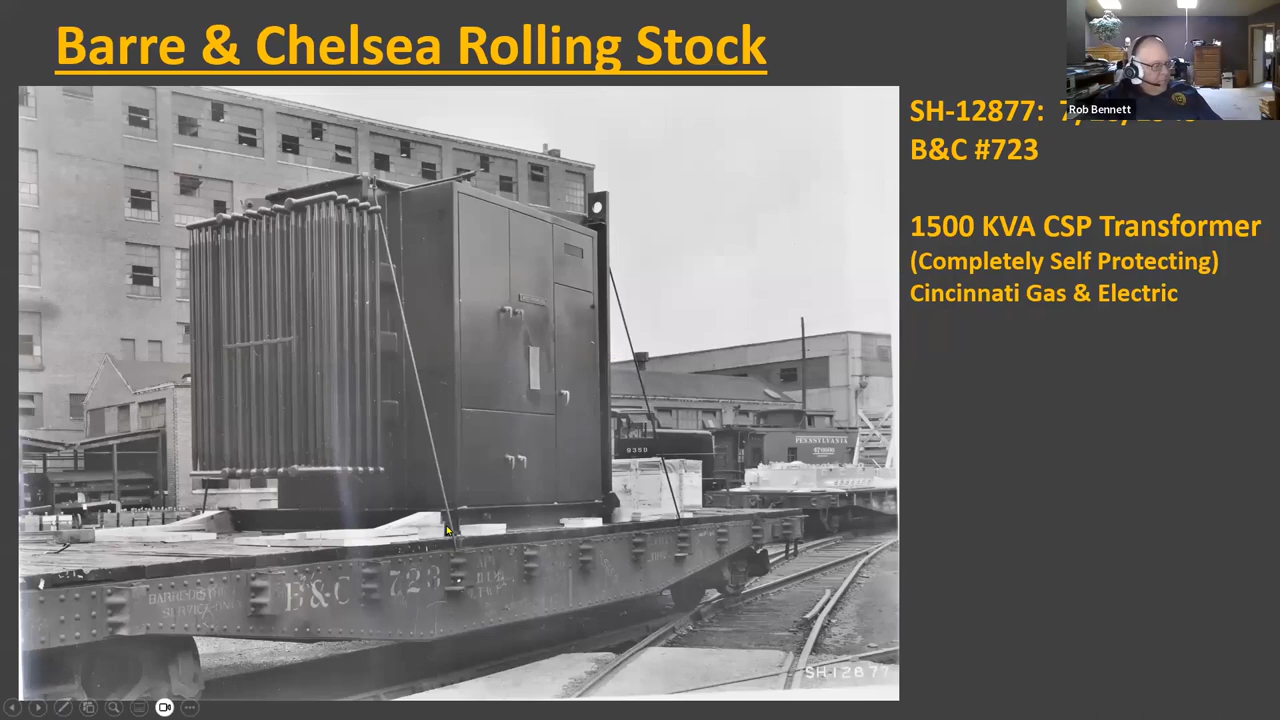 Barre & Chelsea Rolling Stock
Rob Bennett
SH-12877:
B&C #723
1500 KVA CSP Transformer
(Completely Self Protecting)
Cincinnati Gas & Electric
PENNSYLVANIA
B&C 723
SH-12877